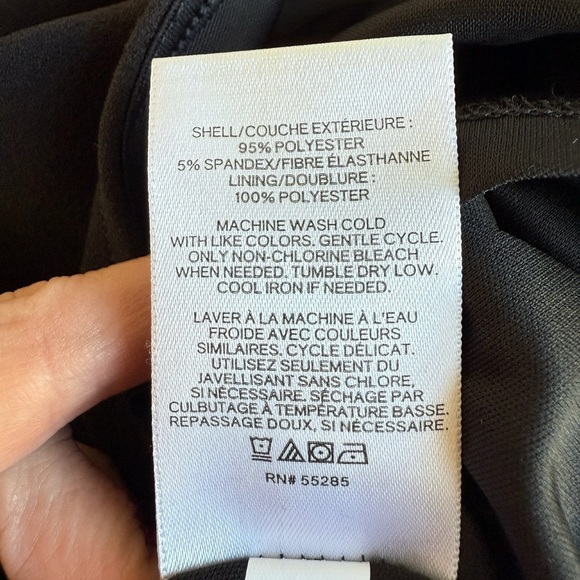 SHELL/COUCHE EXTÉRIEURE :
95% POLYESTER
5% SPANDEX/FIBRE ÉLASTHANNE
LINING/DOUBLURE :
100% POLYESTER
MACHINE WASH COLD
WITH LIKE COLORS. GENTLE CYCLE.
ONLY NON-CHLORINE BLEACH
WHEN NEEDED. TUMBLE DRY LOW.
COOL IRON IF NEEDED.
LAVER À LA MACHINE À L'EAU
FROIDE AVEC COULEURS
SIMILAIRES. CYCLE DÉLICAT.
UTILISEZ SEULEMENT DU
JAVELLISANT SANS CHLORE,
SI NÉCESSAIRE. SÉCHAGE PAR
CULBUTAGE À TEMPÉRATURE BASSE.
REPASSAGE DOUX, SI NÉCESSAIRE.
RN# 55285